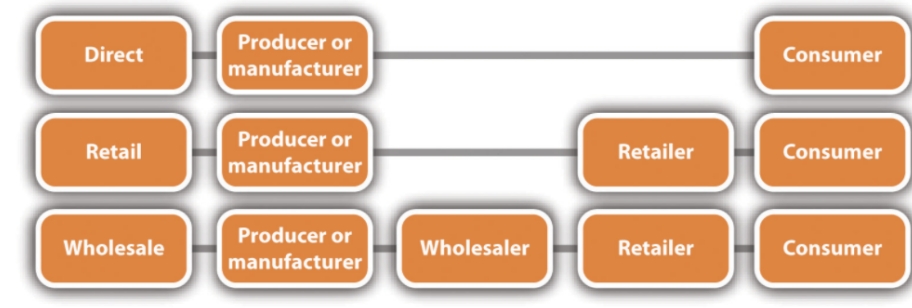 Direct
Producer or
manufacturer
Consumer
Retail
Producer or
manufacturer
Retailer
Consumer
Wholesale
Producer or
manufacturer
Wholesaler
Retailer
Consumer